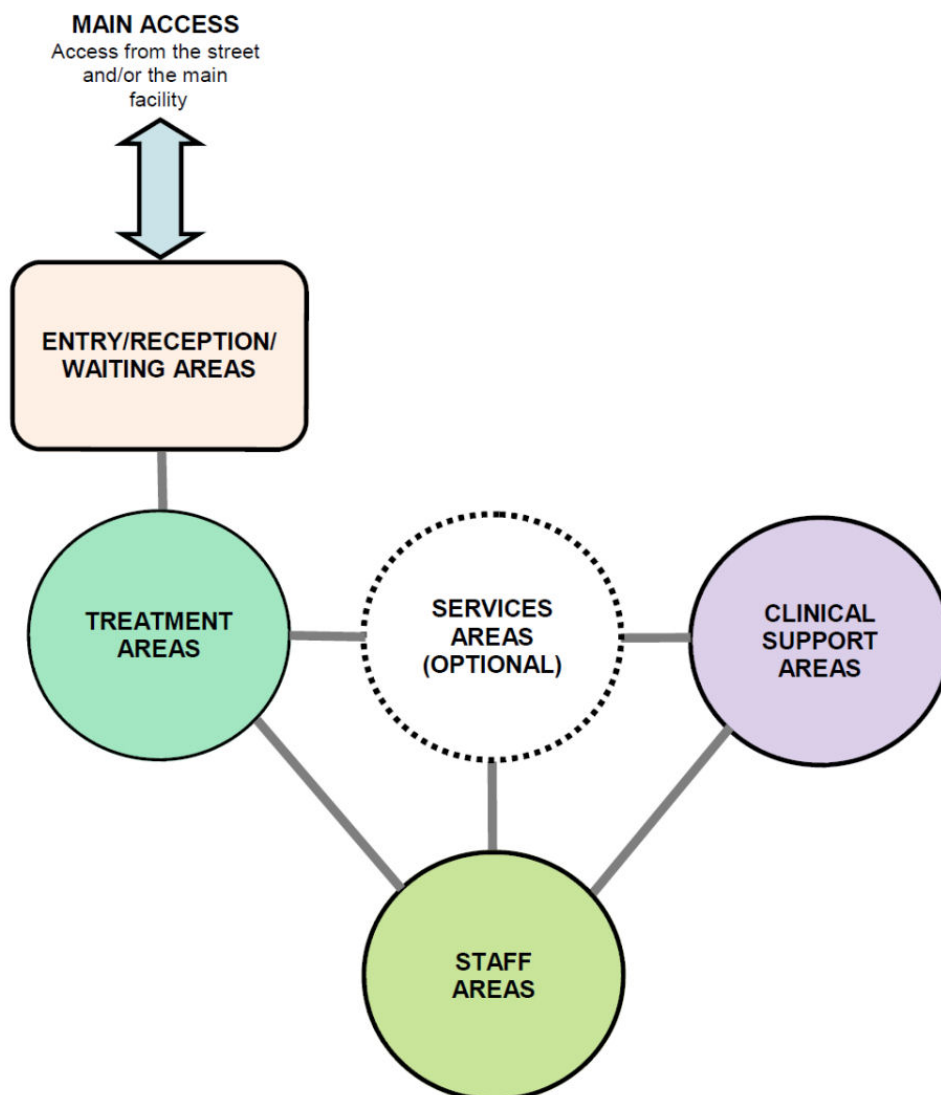 MAIN ACCESS
Access from the street
and/or the main
facility
ENTRY/RECEPTION/
WAITING AREAS
TREATMENT
AREAS
SERVICES
AREAS
(OPTIONAL)
CLINICAL
SUPPORT
AREAS
STAFF
AREAS